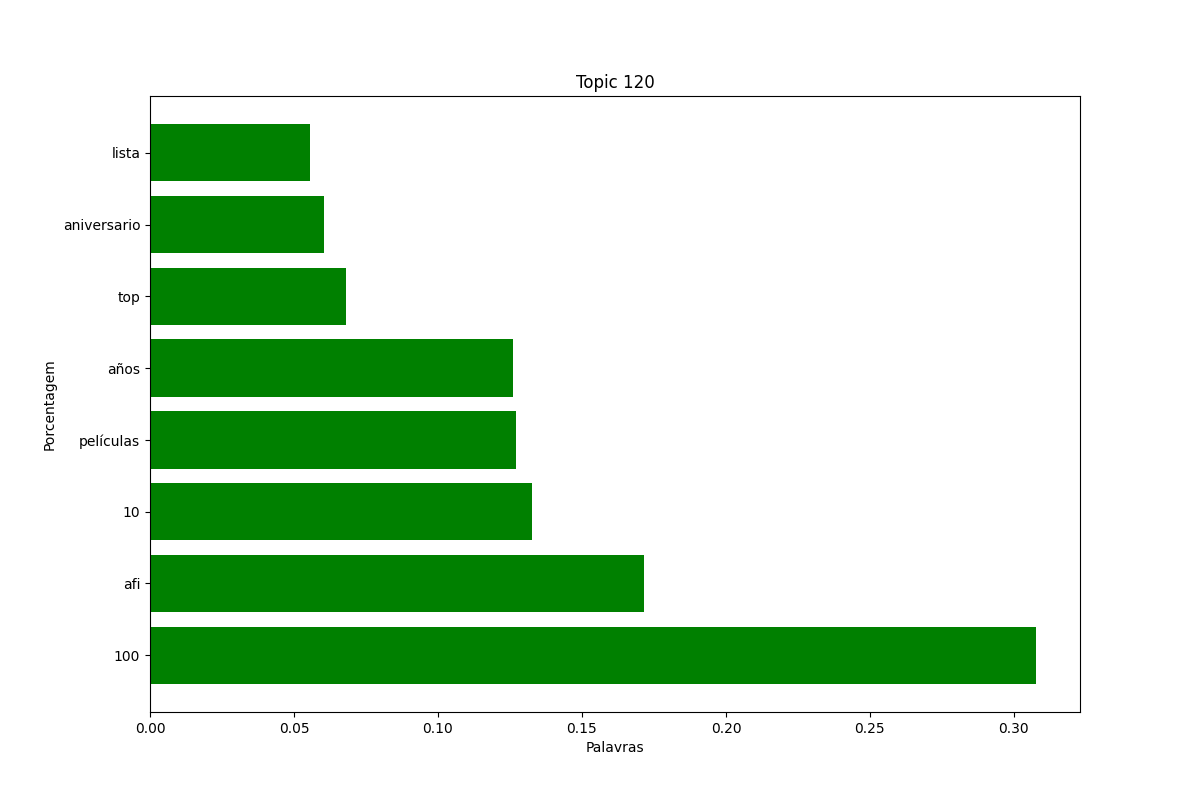 Topic 120
lista
aniversario
top
años
películas
10
afi
100
Porcentagem
0.00 0.05 0.10 0.15 0.20 0.25 0.30
Palavras